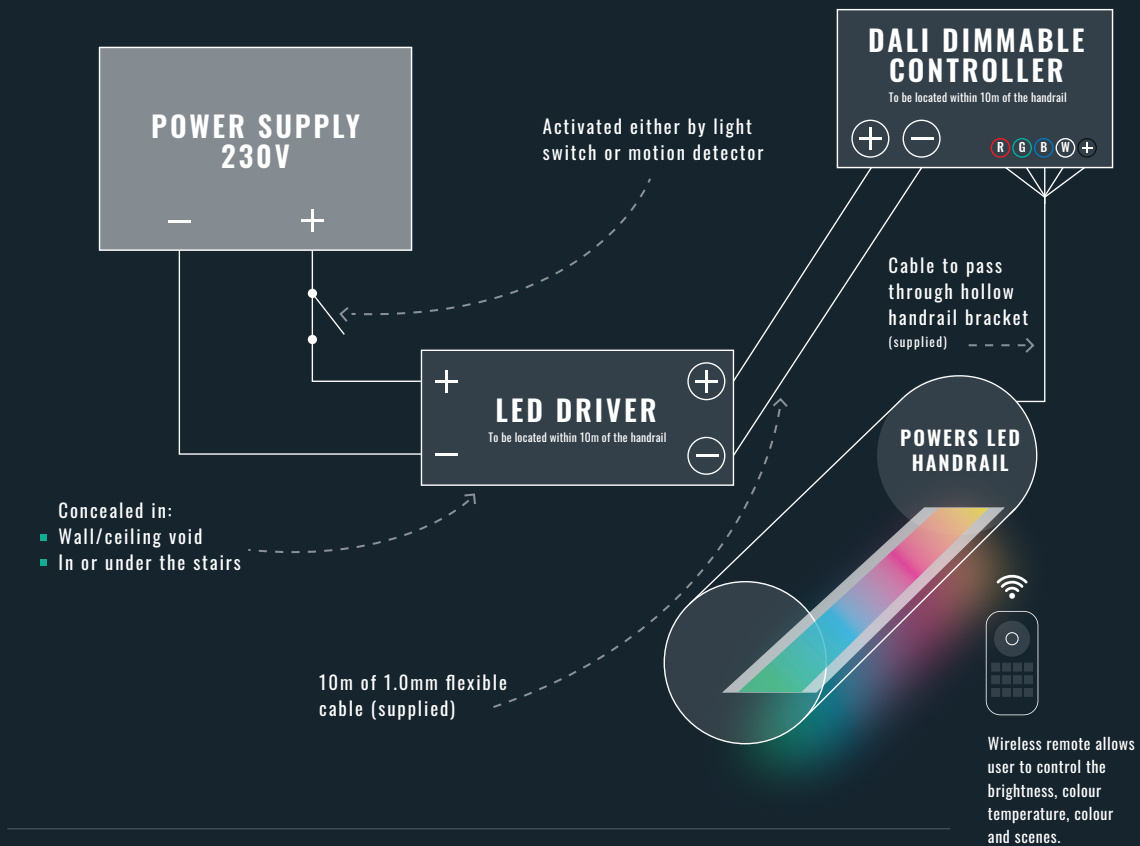 DALI DIMMABLE
CONTROLLER
To be located within 10m of the handrail
+ −
R G B W +
POWER SUPPLY
230V
− +
Activated either by light
switch or motion detector
Cable to pass
through hollow
handrail bracket
(supplied)
+ +
LED DRIVER
To be located within 10m of the handrail
− −
POWERS LED
HANDRAIL
Concealed in:
Wall/ceiling void
In or under the stairs
10m of 1.0mm flexible
cable (supplied)
Wireless remote allows
user to control the
brightness, colour
temperature, colour
and scenes.